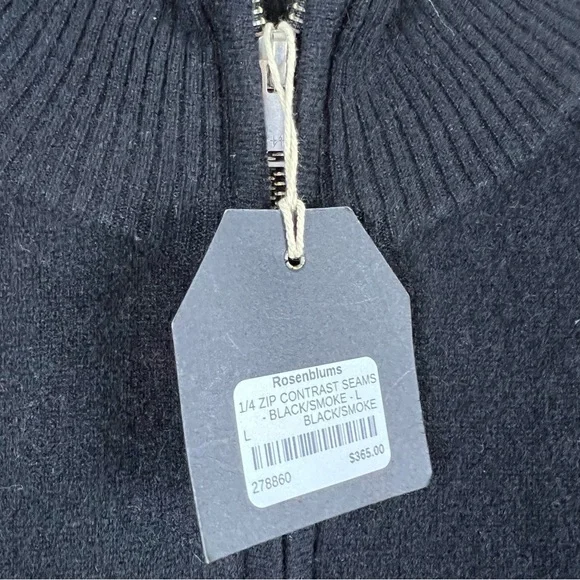 Rosenblums
1/4 ZIP CONTRAST SEAMS
- BLACK/SMOKE - L
L BLACK/SMOKE
278860 $365.00